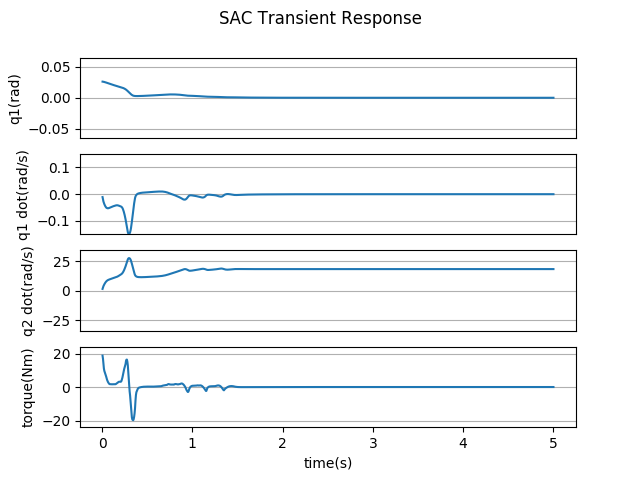 SAC Transient Response
q1(rad)
0.05
0.00
−0.05
q1 dot(rad/s)
0.1
0.0
−0.1
q2 dot(rad/s)
25
0
−25
torque(Nm)
20
0
−20
0 1 2 3 4 5
time(s)